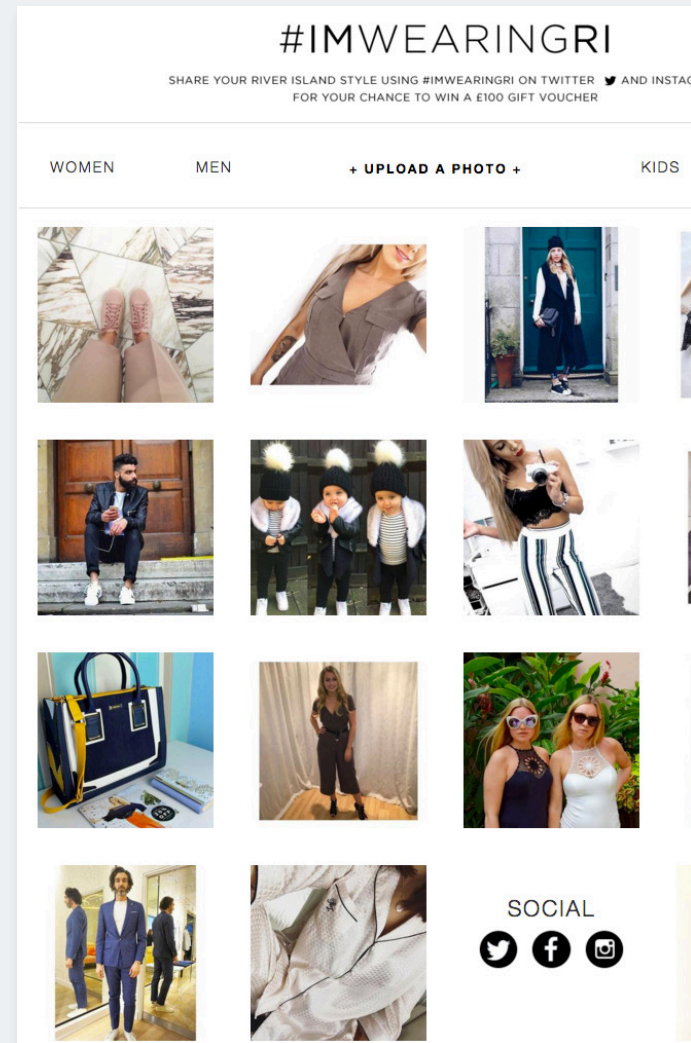 #IMWEARINGRI
SHARE YOUR RIVER ISLAND STYLE USING #IMWEARINGRI ON TWITTER AND INSTAG
FOR YOUR CHANCE TO WIN A £100 GIFT VOUCHER
WOMEN MEN + UPLOAD A PHOTO + KIDS
SOCIAL